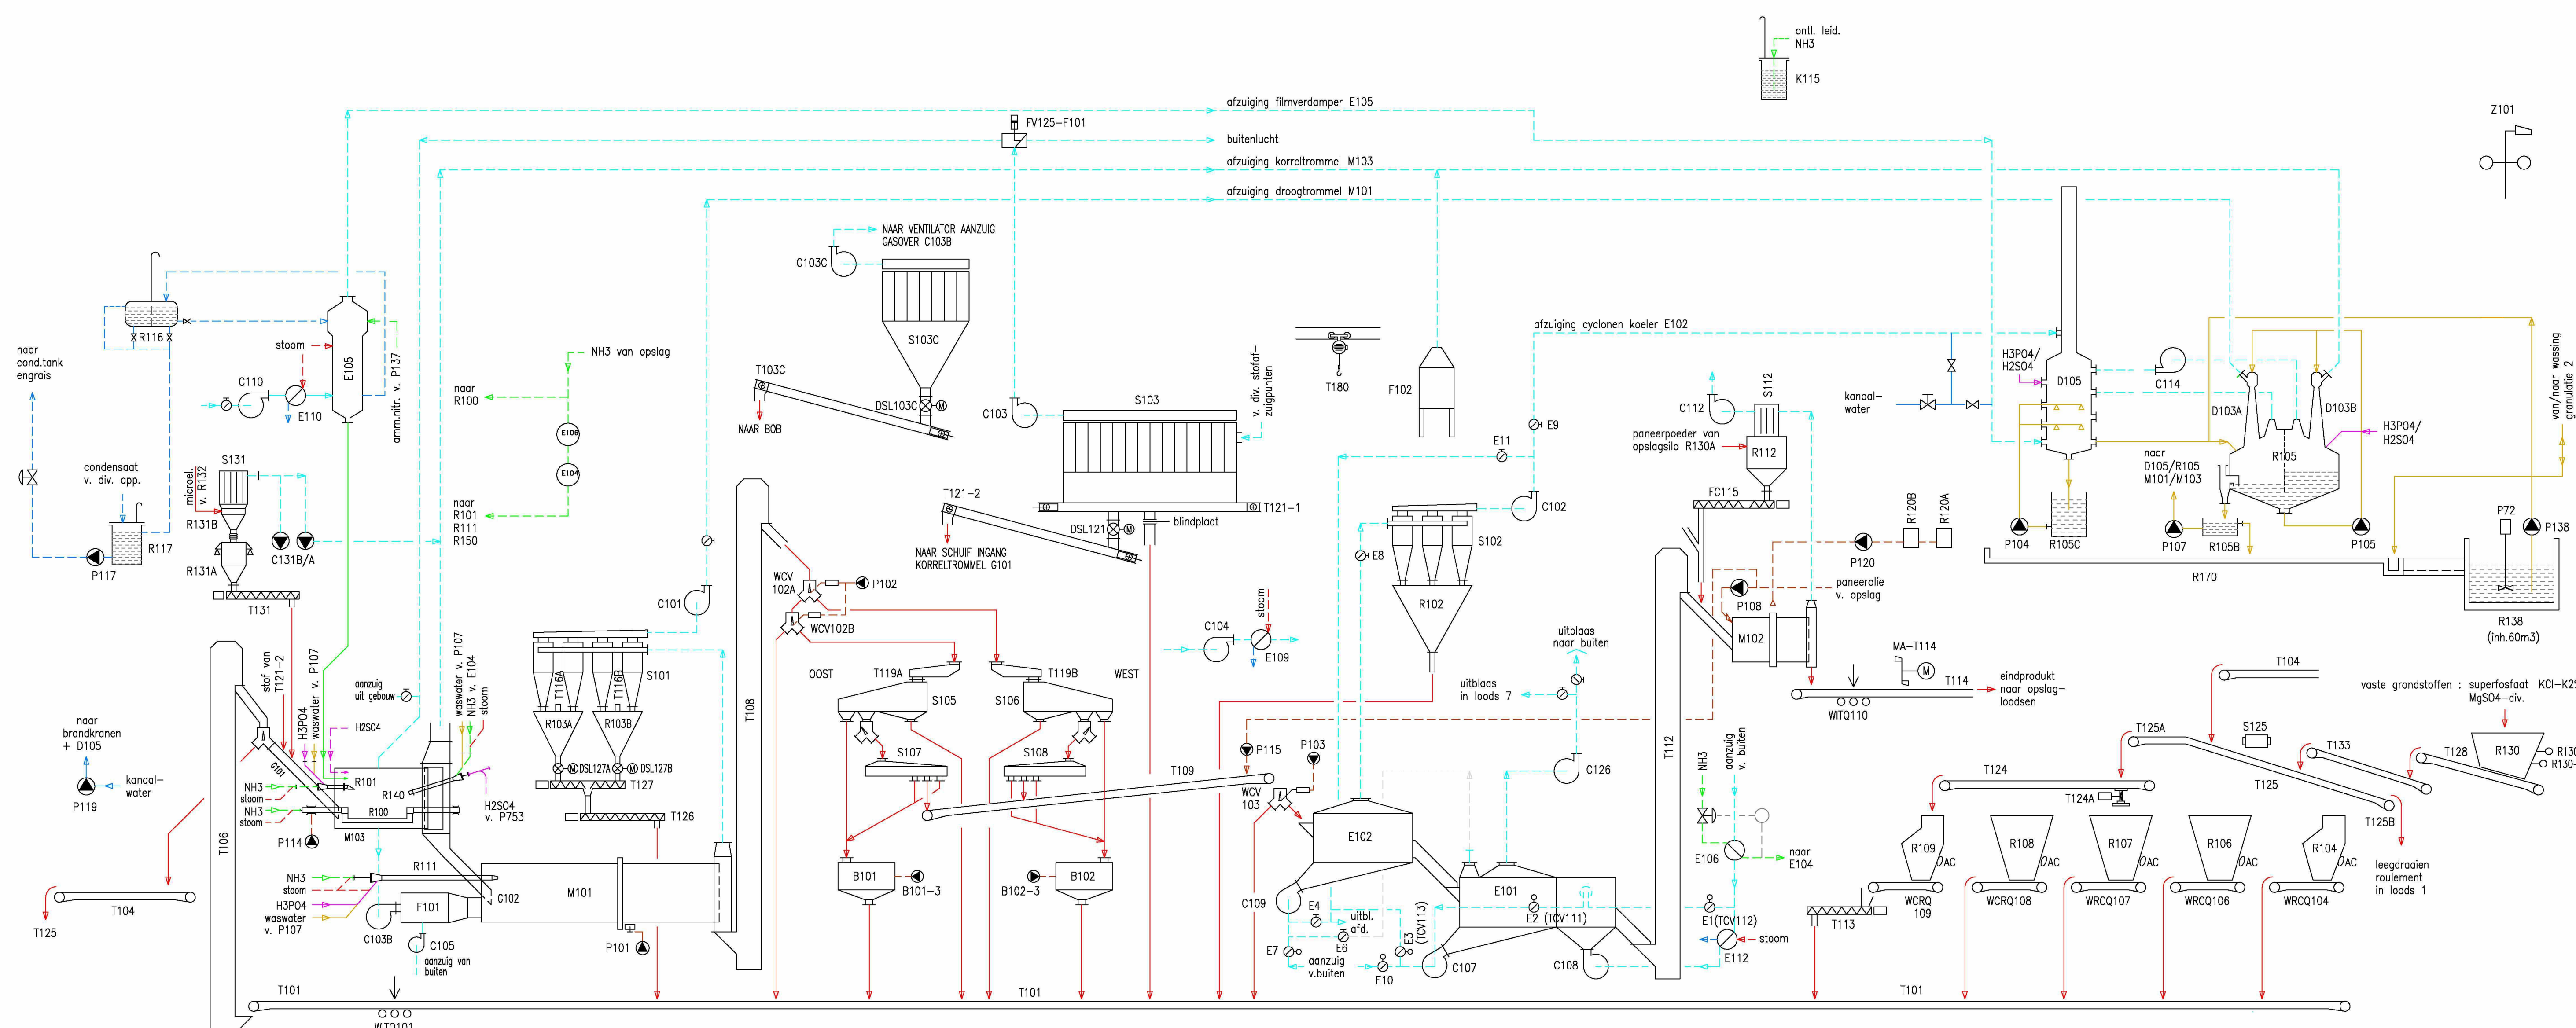 ontl. leid.
NH3
K115
Z101
afzuiging filmverdamper E105
FV125-F101
buitenlucht
afzuiging korreltrommel M103
afzuiging droogtrommel M101
NAAR VENTILATOR AANZUIG
GASOVER C103B
C103C
S103C
DSL103C
M
T103C
NAAR BOB
R116
E105
stoom
C110
E110
amm.nitr. v. P137
naar
cond.tank
engrais
condensaat
v. div. app.
R117
P117
S131
microel.
v. R132
R131B
R131A
C131B/A
T131
NH3 van opslag
naar
R100
E106
E104
naar
R101
R111
R150
C103
S103
v. div. stofaf-
zuigpunten
T121-1
T121-2
DSL121
M
blindplaat
NAAR SCHUIF INGANG
KORRELTROMMEL G101
T180
F102
afzuiging cyclonen koeler E102
E9
E11
C102
E8
S102
R102
C112
S112
paneerpoeder van
opslagsilo R130A
R112
FC115
R120B
R120A
P120
P108
paneerolie
v. opslag
M102
MA-T114
M
T114
WITQ110
eindprodukt
naar opslag-
loodsen
kanaal-
water
H3PO4/
H2SO4
D105
C114
D103A
D103B
H3PO4/
H2SO4
R105
naar
D105/R105
M101/M103
P104
R105C
P107
R105B
P105
P72
P138
van/naar wassing
granulatie 2
R170
R138
(inh.60m3)
C101
WCV
102A
P102
WCV102B
OOST
WEST
T119A
T119B
S105
S106
S107
S108
B101
B101-3
B102-3
B102
T108
C104
stoom
E109
uitblaas
naar buiten
uitblaas
in loods 7
T109
P115
P103
WCV
103
C126
T112
E102
E101
C109
E4
uitbl.
afd.
E6
E7
aanzuig
v.buiten
E10
E3
(TCV113)
C107
E2 (TCV111)
C108
NH3
aanzuig
v. buiten
E106
naar
E104
E1(TCV112)
stoom
E112
naar
brandkranen
+ D105
kanaal-
water
P119
T104
T125
T106
stof van
T121-2
H3PO4
waswater v. P107
H2SO4
aanzuig
uit gebouw
waswater v. P107
NH3 v. E104
stoom
G101
R101
R140
R100
M103
NH3
stoom
NH3
stoom
P114
H2SO4
v. P753
R111
NH3
stoom
H3PO4
waswater
v. P107
F101
G102
C103B
C105
aanzuig van
buiten
M101
P101
S101
T116A
T116B
R103A
R103B
M
DSL127A
M
DSL127B
T127
T126
T101
WITQ101
T101
T101
T104
vaste grondstoffen : superfosfaat
MgSO4-div.
T125A
S125
T133
T128
R130
T125
T125B
T124
T124A
leegdraaien
roulement
in loods 1
R109
AC
R108
AC
R107
AC
R106
AC
R104
AC
WCRQ
109
WCRQ108
WRCQ107
WRCQ106
WRCQ104
T113